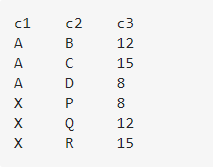 c1 c2 c3
A B 12
A C 15
A D 8
X P 8
X Q 12
X R 15